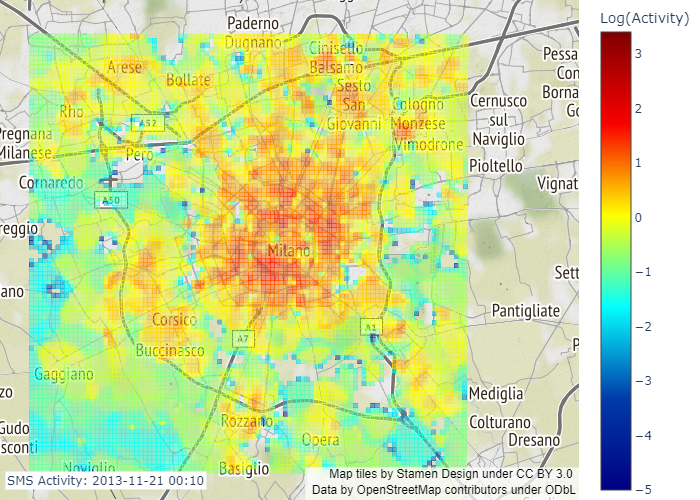 Log(Activity)
Paderno
Dugnano
Cinisello
Balsamo
Arese
Bollate
Sesto
San
Giovanni
Cologno
Monzese
Vimodrone
Rho
A52
Pero
Pregnana
Milanese
Cornaredo
A50
reggio
ano
Milano
Pessa
Con
Borna
Go
Cernusco
sul
Naviglio
Pioltello
Vignat
Sett
Pantigliate
P
Corsico
Buccinasco
A7
A1
Gaggiano
zo
Gudo
sconti
Rozzano
Opera
Mediglia
Colturano
Dresano
Noviglio
Basiglio
SMS Activity: 2013-11-21 00:10
Map tiles by Stamen Design under CC BY 3.0
Data by OpenStreetMap contributors under ODbL
3
2
1
0
−1
−2
−3
−4
−5